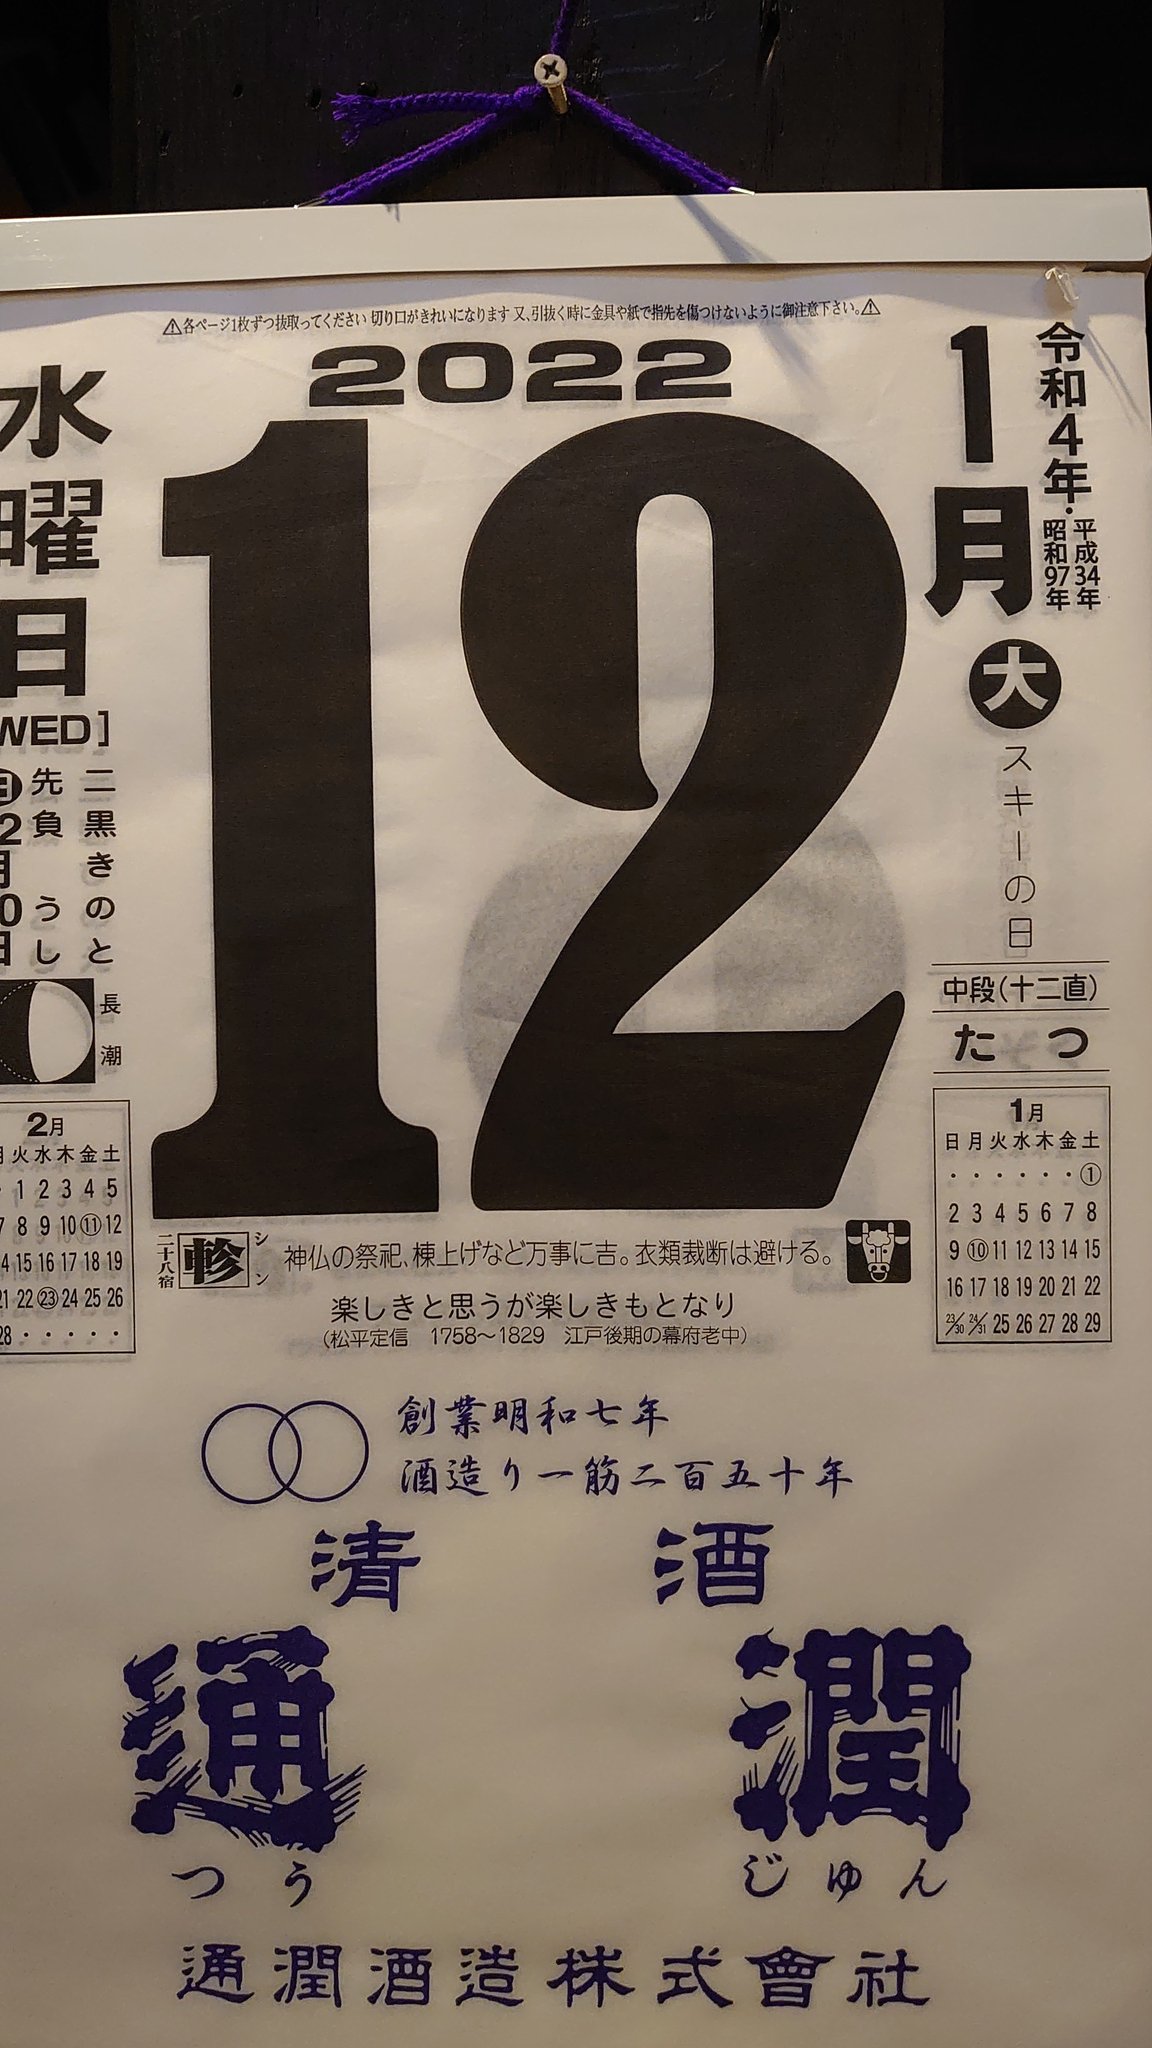 ⚠各ページ1枚ずつ抜取ってください 切り口がきれいになります 又、引抜く時に金具や紙で指先を傷つけないように御注意下さい。⚠
2022
12
1月
大
令和4年・
平成34年
昭和97年
スキーの日
中段(十二直)
たつ
水曜日
WED]
二黒きのと
先負 うし
長潮
1月
日月火水木金土
・・・・・・①
2 3 4 5 6 7 8
9 ⑩ 11 12 13 14 15
16 17 18 19 20 21 22
23/30 24/31 25 26 27 28 29
2月
火水木金土
1 2 3 4 5
8 9 10 ⑪ 12
15 16 17 18 19
22 ㉓ 24 25 26
28・・・・・
二十八宿
軫
シン
神仏の祭祀、棟上げなど万事に吉。衣類裁断は避ける。
楽しきと思うが楽しきもとなり
(松平定信 1758〜1829 江戸後期の幕府老中)
創業明和七年
酒造り一筋二百五十年
清酒
通潤
つうじゅん
通潤酒造株式會社